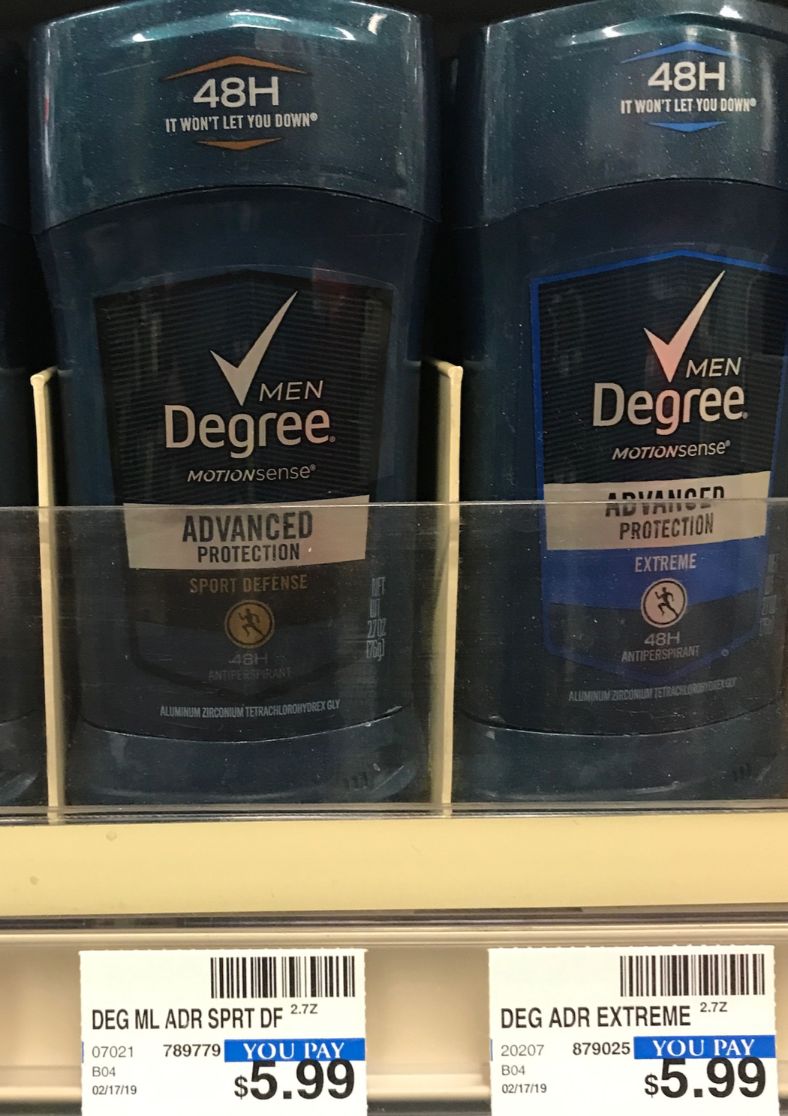 48H
IT WON'T LET YOU DOWN®
MEN
Degree®
MOTIONsense®
ADVANCED
PROTECTION
SPORT DEFENSE
48H
ANTIPERSPIRANT
ALUMINUM ZIRCONIUM TETRACHLOROHYDREX GLY
48H
IT WON'T LET YOU DOWN®
MEN
Degree®
MOTIONsense®
ADVANCED
PROTECTION
EXTREME
48H
ANTIPERSPIRANT
ALUMINUM ZIRCONIUM TETRACHLOROHYDREX GLY
DEG ML ADR SPRT DF 2.7Z
07021 789779 YOU PAY
B04
02/17/19
$5.99
DEG ADR EXTREME 2.7Z
20207 879025 YOU PAY
B04
02/17/19
$5.99